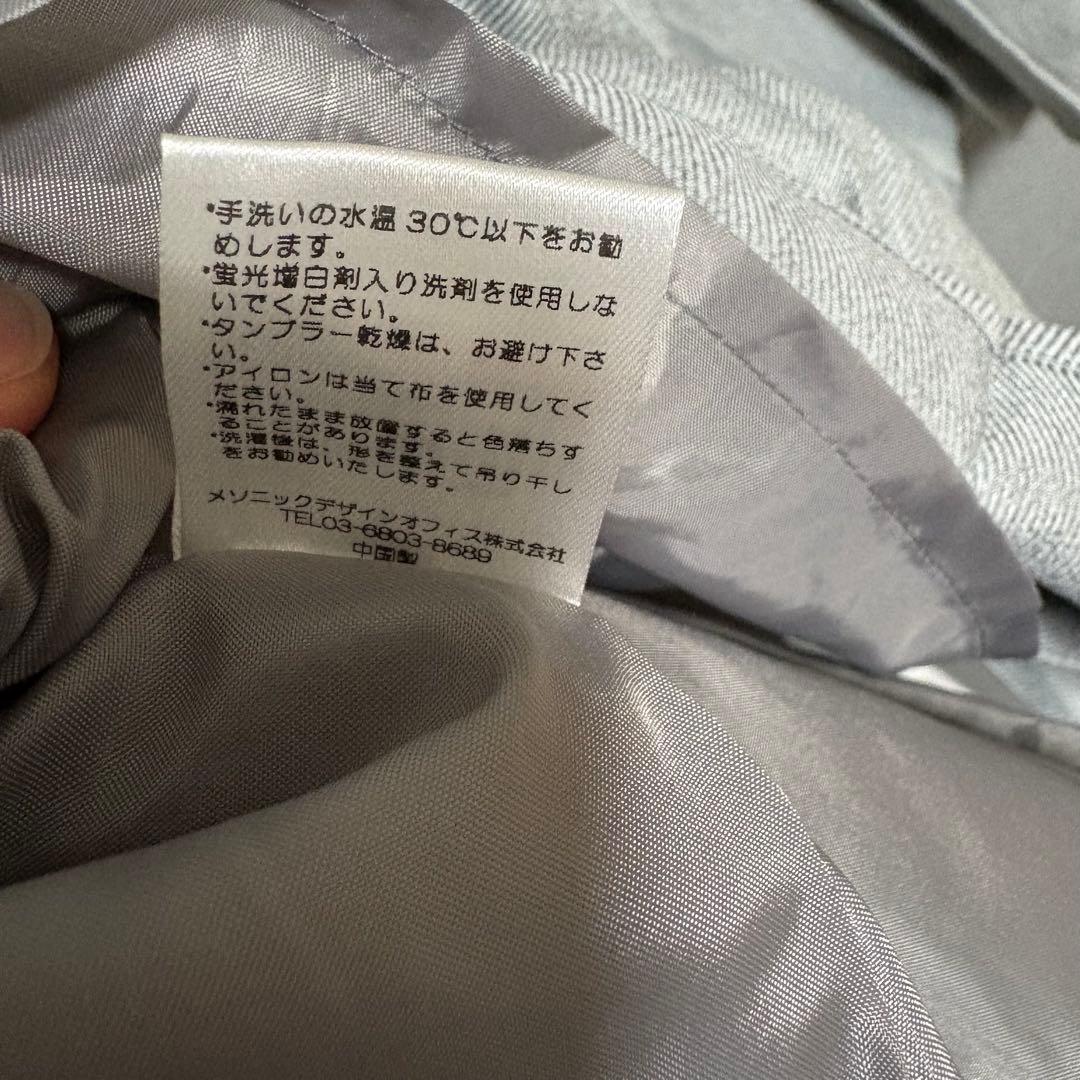 ・手洗いの水温30℃以下をお勧
めします。
・蛍光増白剤入り洗剤を使用しな
いでください。
・タンブラー乾燥は、お避け下さ
い。
・アイロンは当て布を使用してく
ださい。
・濡れたまま放置すると色落ちす
ることがあります。
・洗濯後は、形を整えて吊り干し
をお勧めいたします。
メソニックデザインオフィス株式会社
TEL03-6803-8689
中国製